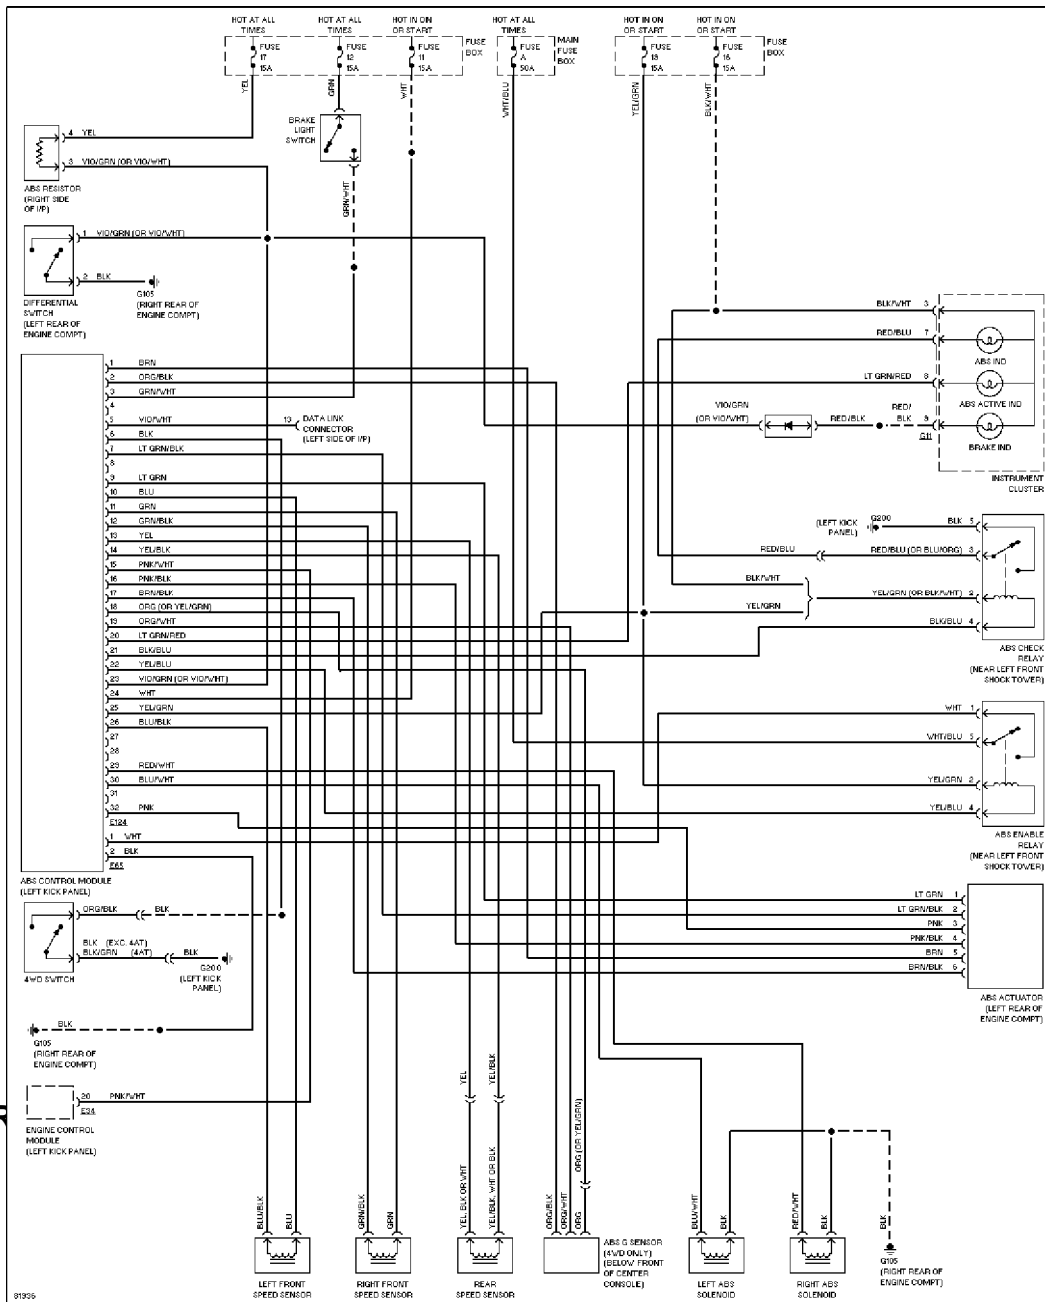 HOT AT ALL
TIMES
HOT AT ALL
TIMES
HOT IN ON
OR START
HOT AT ALL
TIMES
HOT IN ON
OR START
HOT IN ON
OR START
FUSE
17
15A
FUSE
12
15A
FUSE
11
15A
FUSE
BOX
FUSE
A
50A
MAIN
FUSE
BOX
FUSE
18
15A
FUSE
16
15A
FUSE
BOX
YEL
GRN
WHT
WHT/BLU
YEL/GRN
BLK/WHT
BRAKE
LIGHT
SWITCH
GRN/WHT
4 YEL
3 VIO/GRN (OR VIO/WHT)
ABS RESISTOR
(RIGHT SIDE
OF I/P)
1 VIO/GRN (OR VIO/WHT)
2 BLK
G105
(RIGHT REAR OF
ENGINE COMPT)
DIFFERENTIAL
SWITCH
(LEFT REAR OF
ENGINE COMPT)
1 BRN
2 ORG/BLK
3 GRN/WHT
4
5 VIO/WHT
6 BLK
7 LT GRN/BLK
8
9 LT GRN
10 BLU
11 GRN
12 GRN/BLK
13 YEL
14 YEL/BLK
15 PNK/WHT
16 PNK/BLK
17 BRN/BLK
18 ORG (OR YEL/GRN)
19 ORG/WHT
20 LT GRN/RED
21 BLK/BLU
22 YEL/BLU
23 VIO/GRN (OR VIO/WHT)
24 WHT
25 YEL/GRN
26 BLU/BLK
27
28
29 RED/WHT
30 BLU/WHT
31
32 PNK
E124
1 WHT
2 BLK
E65
ABS CONTROL MODULE
(LEFT KICK PANEL)
13 DATA LINK
CONNECTOR
(LEFT SIDE OF I/P)
BLK/WHT 3
RED/BLU 7
ABS IND
LT GRN/RED 8
ABS ACTIVE IND
VIO/GRN
(OR VIO/WHT)
RED/BLK
RED/
BLK 9
G11
BRAKE IND
INSTRUMENT
CLUSTER
(LEFT KICK
PANEL)
G200
BLK 5
RED/BLU
RED/BLU (OR BLU/ORG) 3
BLK/WHT
YEL/GRN
YEL/GRN (OR BLK/WHT) 2
BLK/BLU 4
ABS CHECK
RELAY
(NEAR LEFT FRONT
SHOCK TOWER)
WHT 1
WHT/BLU 5
YEL/GRN 2
YEL/BLU 4
ABS ENABLE
RELAY
(NEAR LEFT FRONT
SHOCK TOWER)
LT GRN 1
LT GRN/BLK 2
PNK 3
PNK/BLK 4
BRN 5
BRN/BLK 6
ABS ACTUATOR
(LEFT REAR OF
ENGINE COMPT)
ORG/BLK
BLK
BLK (EXC. 4AT)
BLK/GRN (4AT)
BLK
G200
(LEFT KICK
PANEL)
4WD SWITCH
BLK
G105
(RIGHT REAR OF
ENGINE COMPT)
20 PNK/WHT
E34
ENGINE CONTROL
MODULE
(LEFT KICK PANEL)
YEL
YEL/BLK
ORG (OR YEL/GRN)
BLU/BLK
BLU
GRN/BLK
GRN
YEL, BLK OR WHT
YEL/BLK, WHT OR BLK
ORG/BLK
ORG/WHT
ORG
BLU/WHT
BLK
RED/WHT
BLK
BLK
LEFT FRONT
SPEED SENSOR
RIGHT FRONT
SPEED SENSOR
REAR
SPEED SENSOR
ABS G SENSOR
(4WD ONLY)
(BELOW FRONT
OF CENTER
CONSOLE)
LEFT ABS
SOLENOID
RIGHT ABS
SOLENOID
G105
(RIGHT REAR OF
ENGINE COMPT)
81936